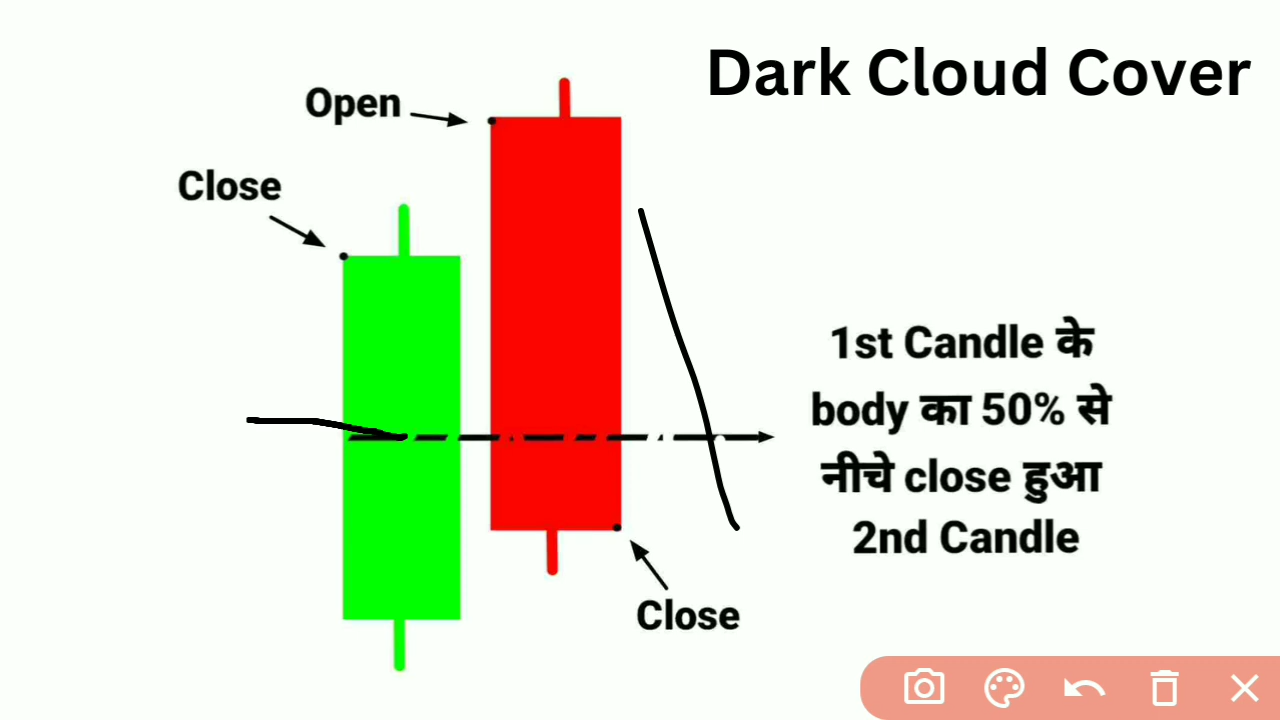 Dark Cloud Cover
Open
Close
1st Candle के
body का 50% से
नीचे close हुआ
2nd Candle
Close